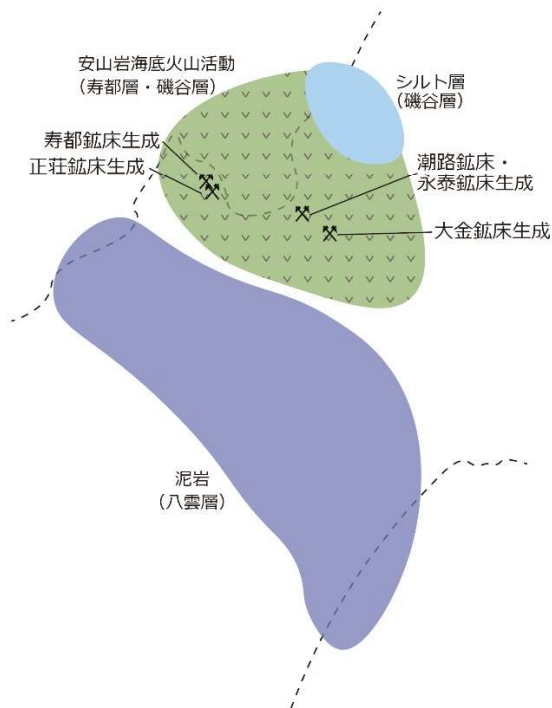 安山岩海底火山活動
（寿都層・磯谷層）
シルト層
（磯谷層）
寿都鉱床生成
正荘鉱床生成
潮路鉱床・
永泰鉱床生成
大金鉱床生成
泥岩
（八雲層）